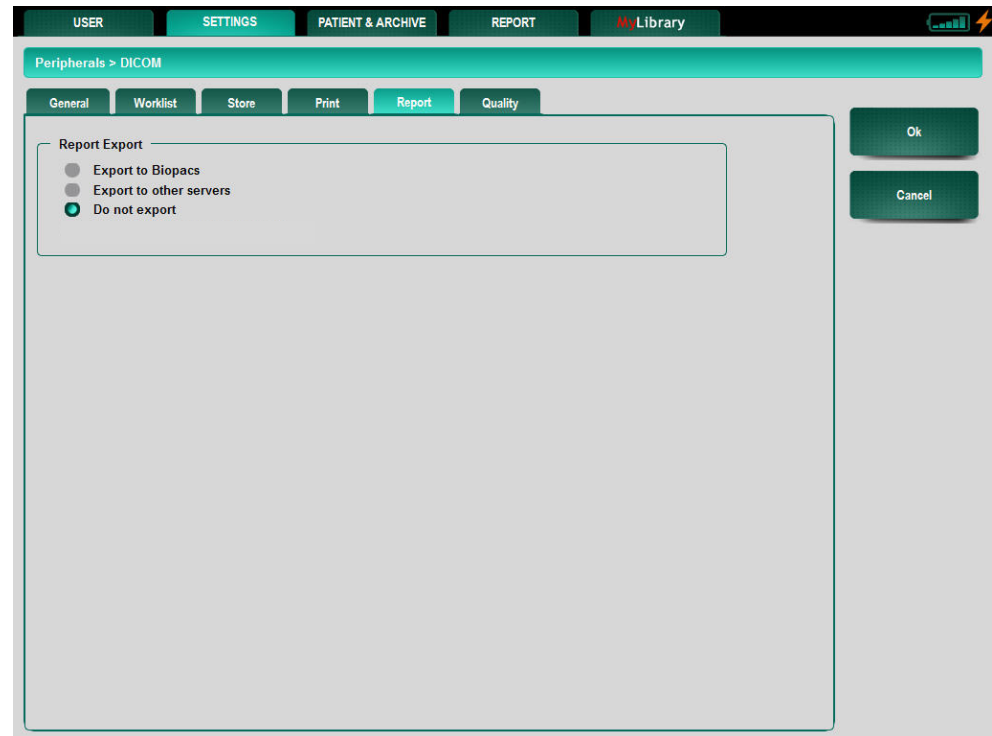 USER SETTINGS PATIENT & ARCHIVE REPORT MyLibrary
Peripherals > DICOM
General Worklist Store Print Report Quality
Ok
Report Export
Export to Biopacs
Export to other servers
Cancel
Do not export